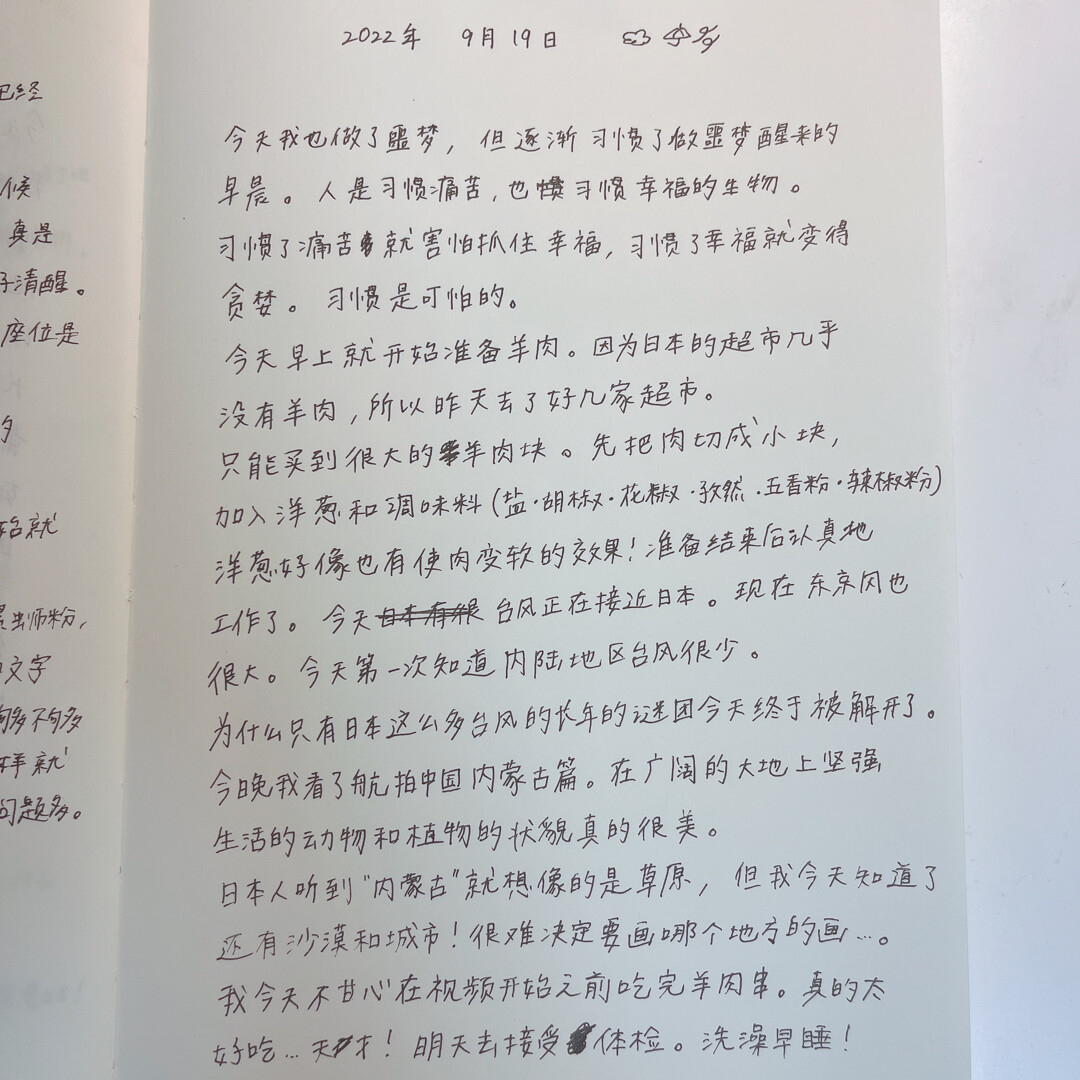 2022年 9月19日
今天我也做了噩梦，但逐渐习惯了做噩梦醒来的
早晨。人是习惯痛苦，也习惯幸福的生物。
习惯了痛苦就害怕抓住幸福，习惯了幸福就变得
贪婪。习惯是可怕的。
今天早上就开始准备羊肉。因为日本的超市几乎
没有羊肉，所以昨天去了好几家超市。
只能买到很大的羊肉块。先把肉切成小块，
加入洋葱和调味料(盐·胡椒·花椒·孜然·五香粉·辣椒粉)
洋葱好像也有使肉变软的效果！准备结束后认真地
工作了。今天台风正在接近日本。现在东京风也
很大。今天第一次知道内陆地区台风很少。
为什么只有日本这么多台风的长年的谜团今天终于被解开了。
今晚我看了航拍中国内蒙古篇。在广阔的大地上坚强
生活的动物和植物的状貌真的很美。
日本人听到"内蒙古"就想像的是草原，但我今天知道了
还有沙漠和城市！很难决定要画哪个地方的画…。
我今天不甘心在视频开始之前吃完羊肉串。真的太
好吃…天才！明天去接受体检。洗澡早睡！
已经
候
真是
子清醒。
座位是
多
始就
文字
够不够多
样就
问题多。